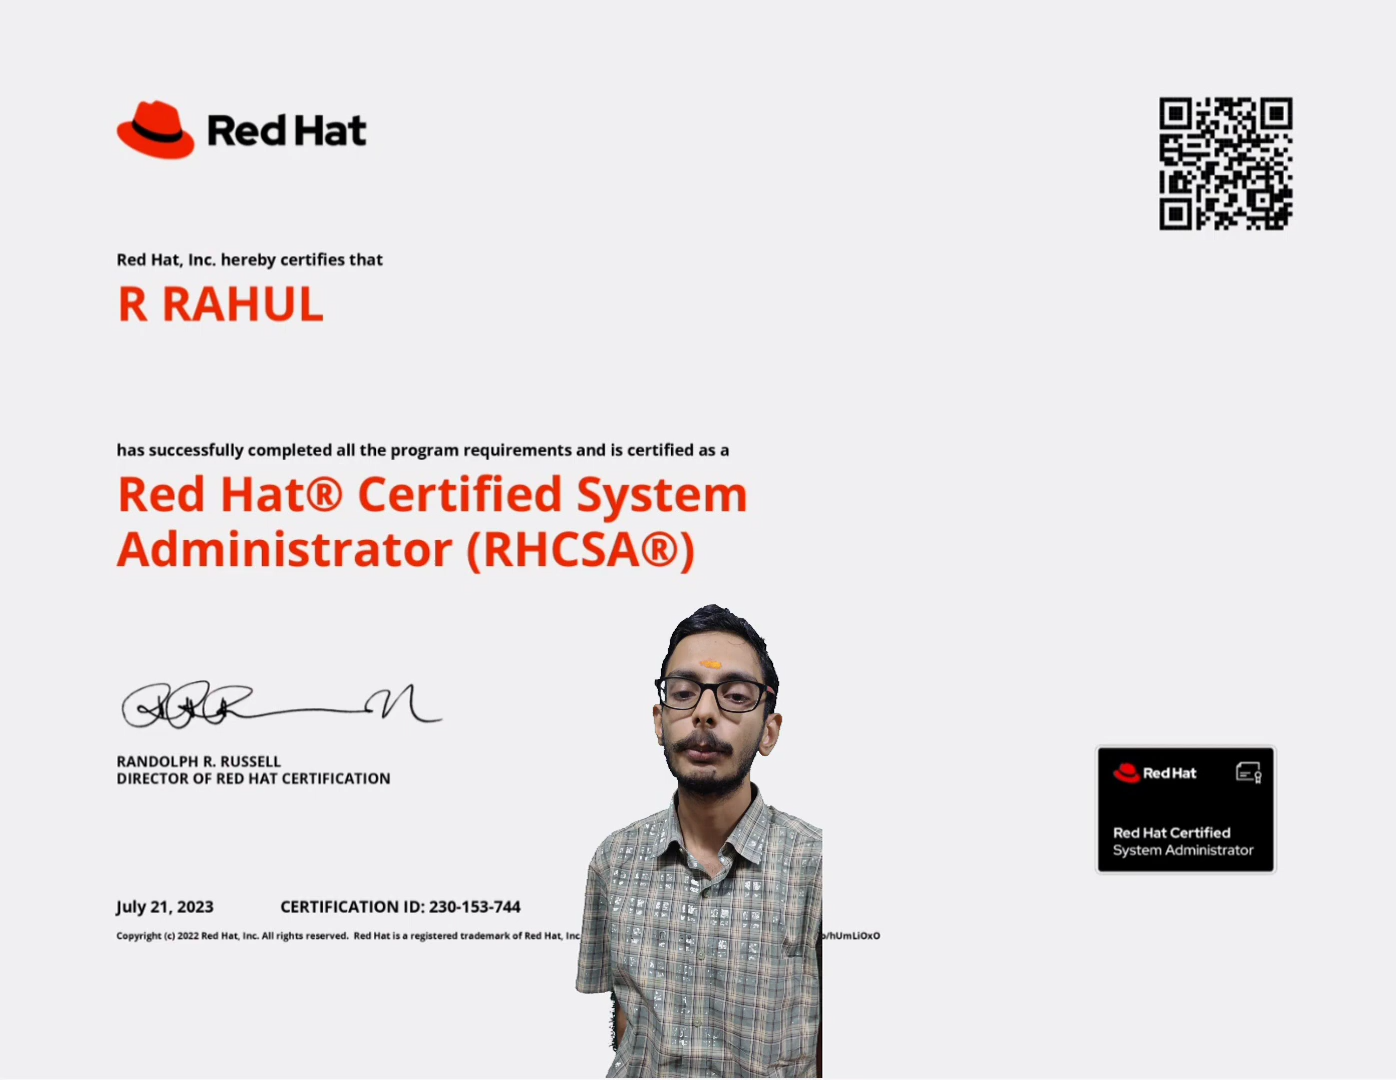 Red Hat
Red Hat, Inc. hereby certifies that
R RAHUL
has successfully completed all the program requirements and is certified as a
Red Hat® Certified System
Administrator (RHCSA®)
RANDOLPH R. RUSSELL
DIRECTOR OF RED HAT CERTIFICATION
Red Hat
Red Hat Certified
System Administrator
July 21, 2023 CERTIFICATION ID: 230-153-744
Copyright (c) 2022 Red Hat, Inc. All rights reserved. Red Hat is a registered trademark of Red Hat, Inc /hUmLiOxO